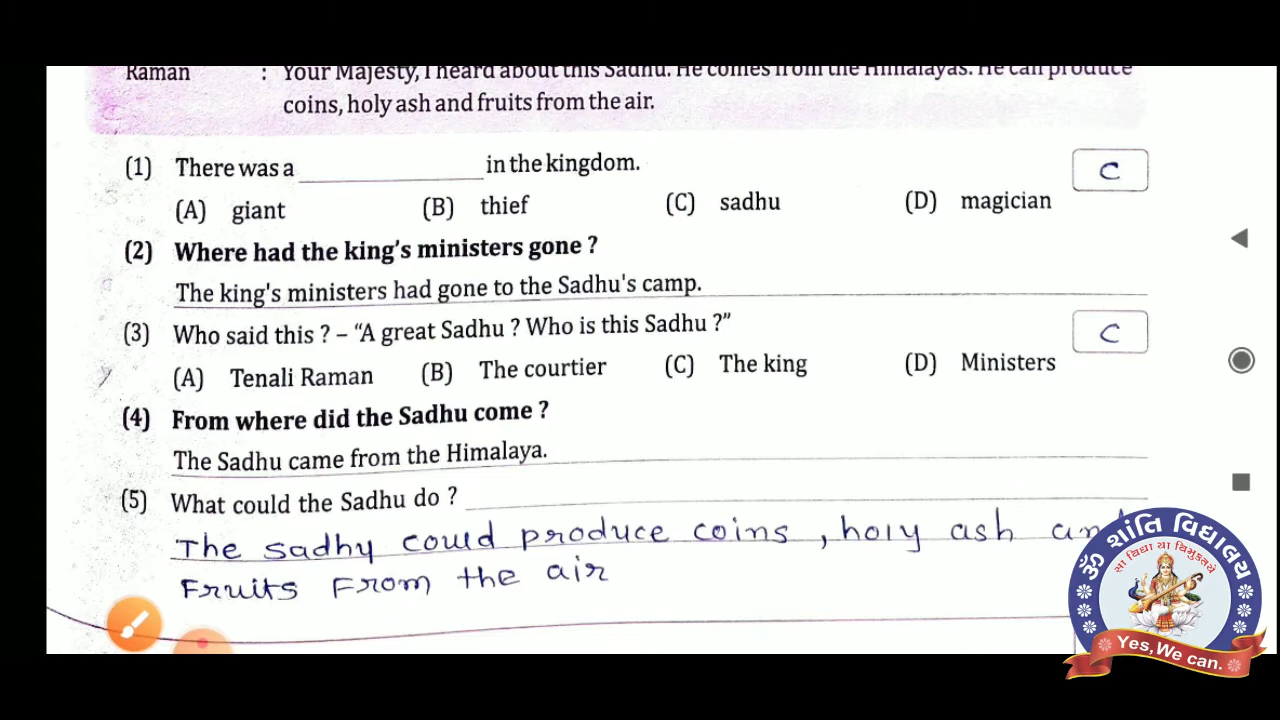 Raman : Your Majesty, I heard about this Sadhu. He comes from the Himalayas. He can produce
coins, holy ash and fruits from the air.
(1) There was a ____________ in the kingdom. C
(A) giant (B) thief (C) sadhu (D) magician
(2) Where had the king's ministers gone ?
The king's ministers had gone to the Sadhu's camp.
(3) Who said this ? – “A great Sadhu ? Who is this Sadhu ?” C
(A) Tenali Raman (B) The courtier (C) The king (D) Ministers
(4) From where did the Sadhu come ?
The Sadhu came from the Himalaya.
(5) What could the Sadhu do ?
The sadhy could produce coins , holy ash and
Fruits From the air
ૐ શાંતિ વિદ્યાલય
સા વિદ્યા યા વિમુક્તયે
Yes, We can.